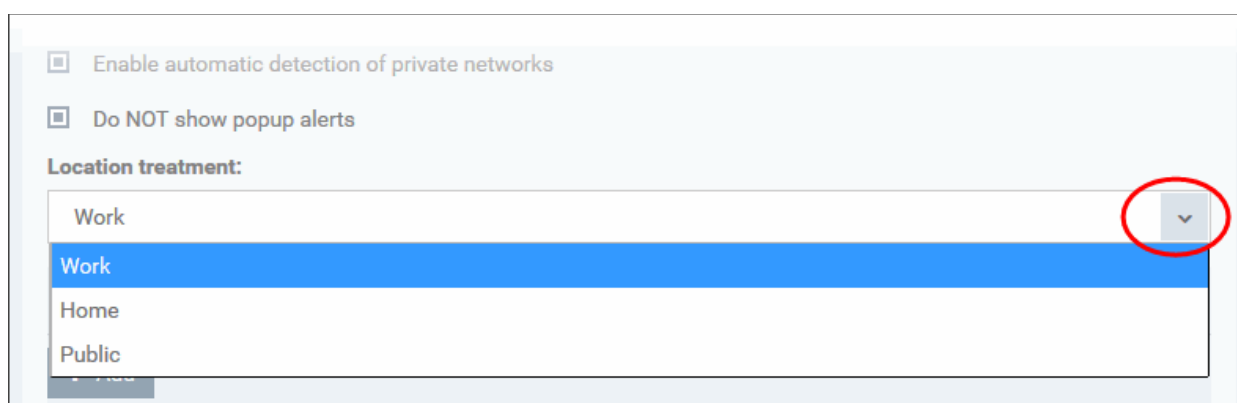 Enable automatic detection of private networks
Do NOT show popup alerts
Location treatment:
Work
Work
Home
Public